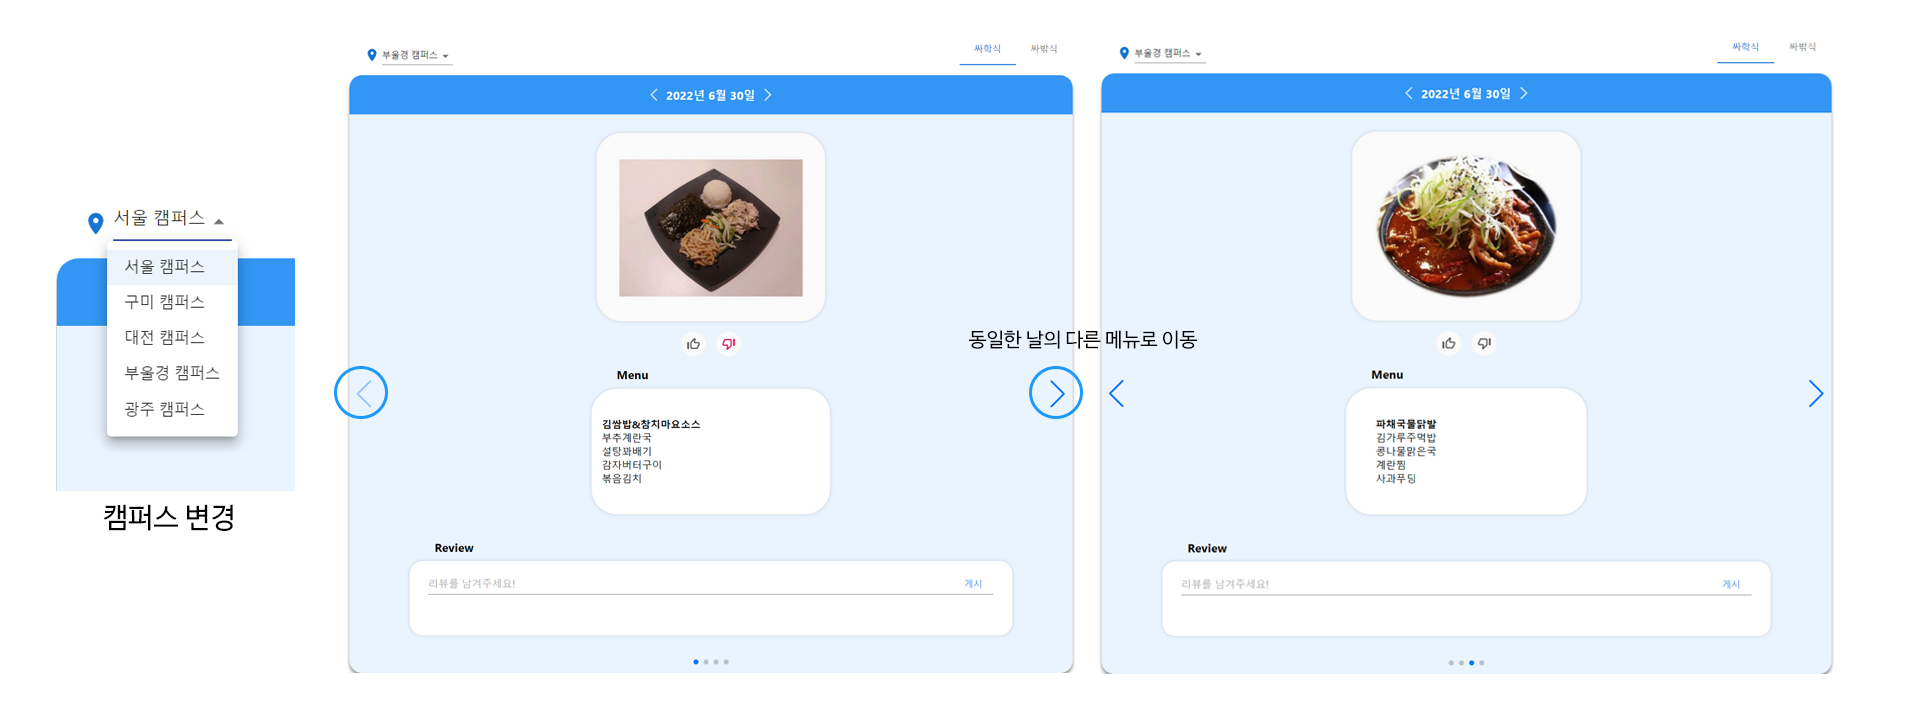 서울 캠퍼스
서울 캠퍼스
구미 캠퍼스
대전 캠퍼스
부울경 캠퍼스
광주 캠퍼스
캠퍼스 변경
부울경 캠퍼스
싸학식 싸밖식
2022년 6월 30일
Menu
김쌈밥&참치마요소스
부추계란국
설탕꽈배기
감자버터구이
볶음김치
Review
리뷰를 남겨주세요!
게시
동일한 날의 다른 메뉴로 이동
부울경 캠퍼스
싸학식 싸밖식
2022년 6월 30일
Menu
파채국물닭발
김가루주먹밥
콩나물맑은국
계란찜
사과푸딩
Review
리뷰를 남겨주세요!
게시